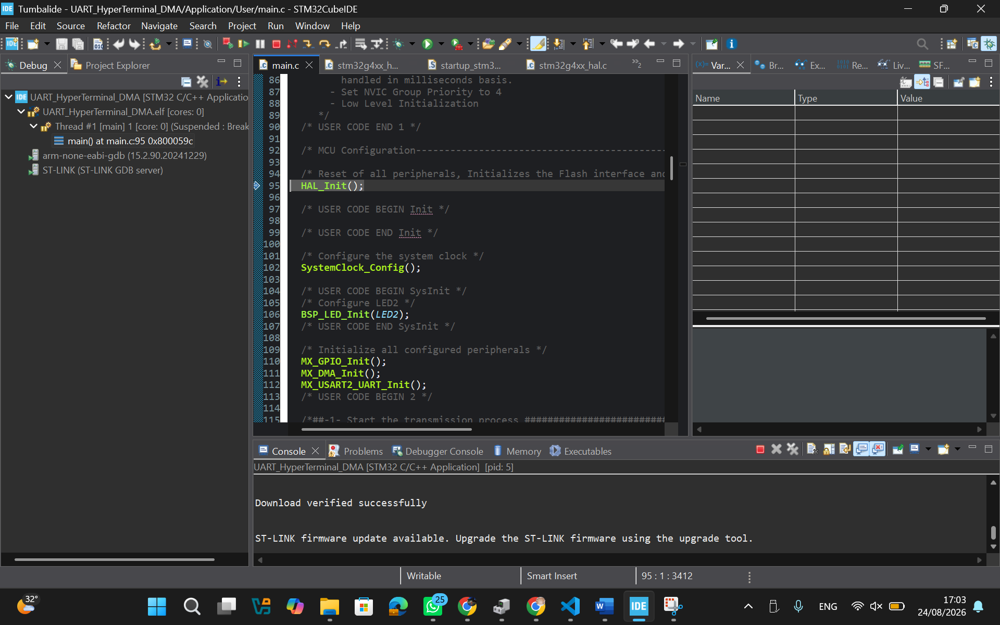 IDE Tumbalide - UART_HyperTerminal_DMA/Application/User/main.c - STM32CubeIDE
File Edit Source Refactor Navigate Search Project Run Window Help
Debug Project Explorer
UART_HyperTerminal_DMA [STM32 C/C++ Applicatio
UART_HyperTerminal_DMA.elf [cores: 0]
Thread #1 [main] 1 [core: 0] (Suspended : Break
main() at main.c:95 0x800059c
arm-none-eabi-gdb (15.2.90.20241229)
ST-LINK (ST-LINK GDB server)
main.c stm32g4xx_h... startup_stm3... stm32g4xx_hal.c »2
86 handled in milliseconds basis.
87 - Set NVIC Group Priority to 4
88 - Low Level Initialization
89 */
90 /* USER CODE END 1 */
91
92 /* MCU Configuration--------------------------------------------
93
94 /* Reset of all peripherals, Initializes the Flash interface and
95 HAL_Init();
96
97 /* USER CODE BEGIN Init */
98
99 /* USER CODE END Init */
100
101 /* Configure the system clock */
102 SystemClock_Config();
103
104 /* USER CODE BEGIN SysInit */
105 /* Configure LED2 */
106 BSP_LED_Init(LED2);
107 /* USER CODE END SysInit */
108
109 /* Initialize all configured peripherals */
110 MX_GPIO_Init();
111 MX_DMA_Init();
112 MX_USART2_UART_Init();
113 /* USER CODE BEGIN 2 */
114
115 /*##-1- Start the transmission process #########################
(x)= Var... Br... Ex... Re... Liv... SF...
Name Type Value
Console Problems Debugger Console Memory Executables
UART_HyperTerminal_DMA [STM32 C/C++ Application] [pid: 5]
Download verified successfully
ST-LINK firmware update available. Upgrade the ST-LINK firmware using the upgrade tool.
Writable Smart Insert 95 : 1 : 3412
32° 25 IDE ENG 17:03
24/08/2026